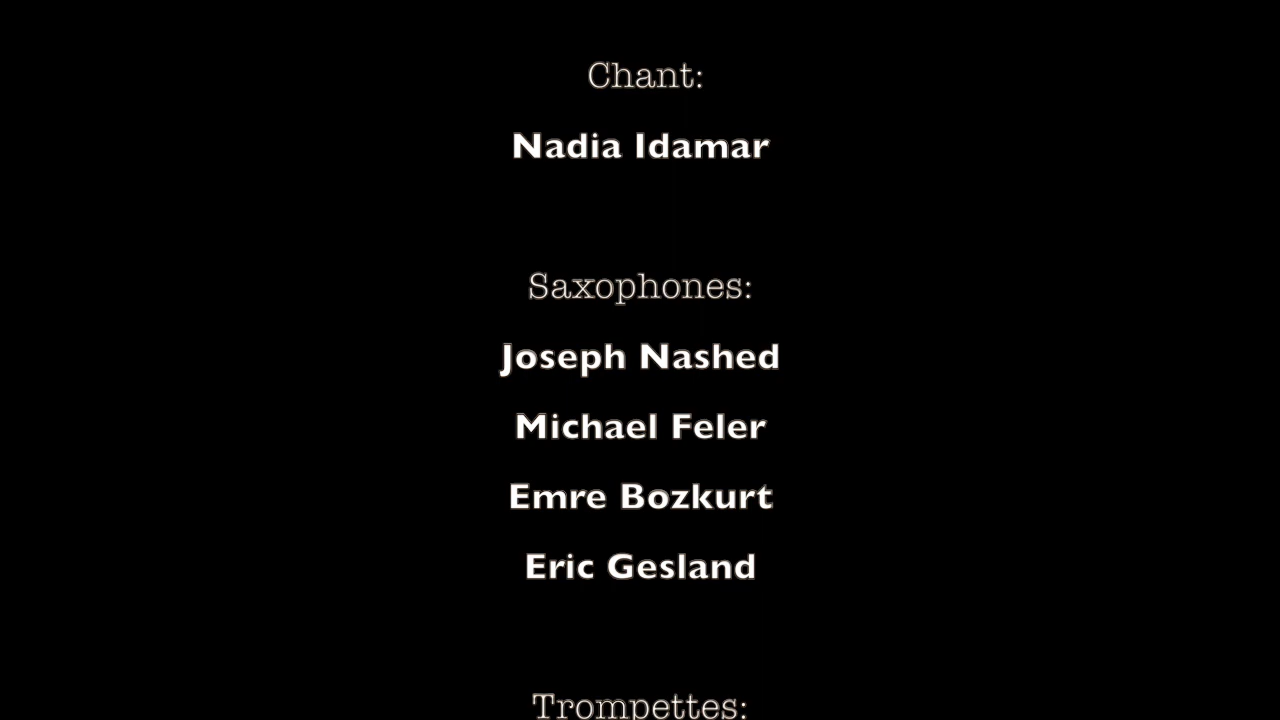 Chant:
Nadia Idamar
Saxophones:
Joseph Nashed
Michael Feler
Emre Bozkurt
Eric Gesland
Trompettes: